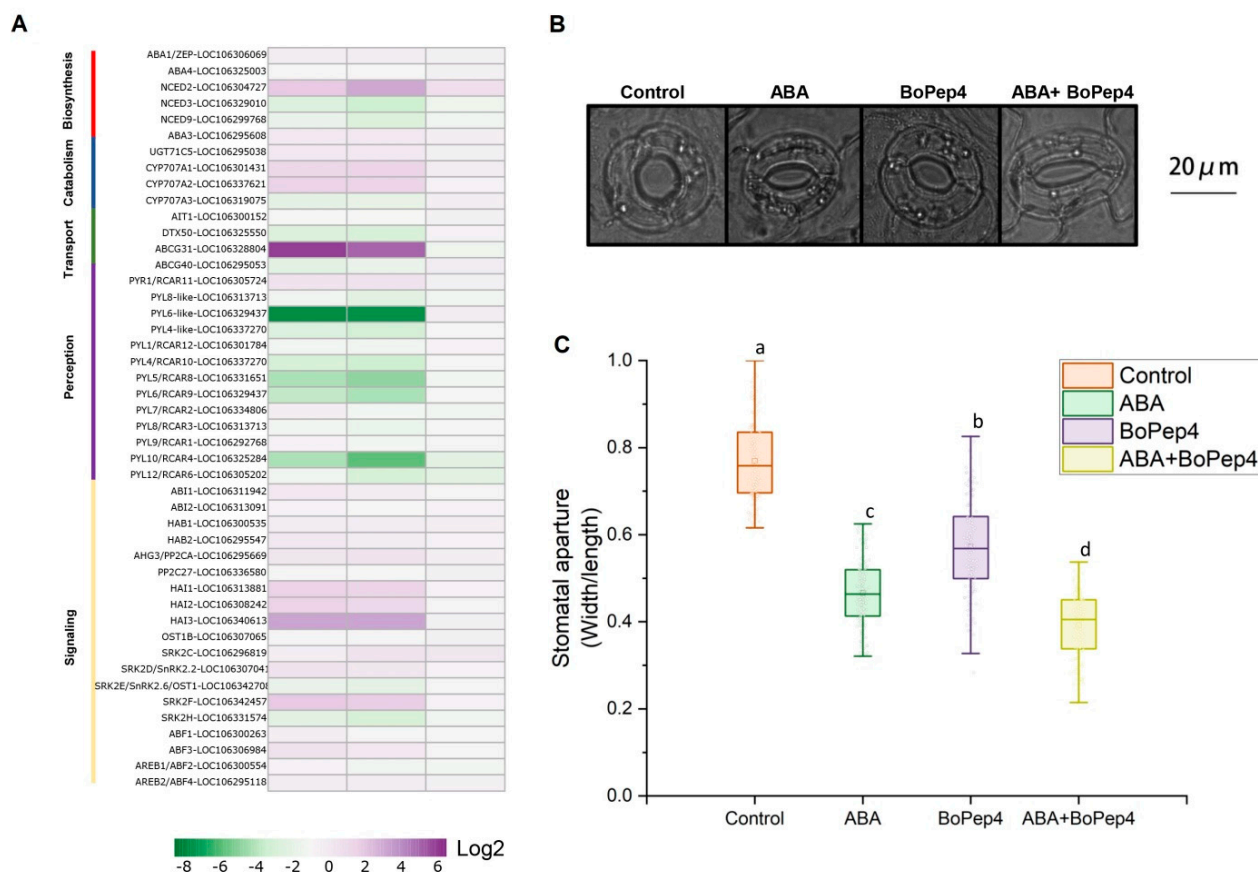 A
Biosynthesis
Catabolism
Transport
Perception
Signaling
ABA1/ZEP-LOC106306069
ABA4-LOC106325003
NCED2-LOC106304727
NCED3-LOC106329010
NCED9-LOC106299768
ABA3-LOC106295608
UGT71C5-LOC106295038
CYP707A1-LOC106301431
CYP707A2-LOC106337621
CYP707A3-LOC106319075
AIT1-LOC106300152
DTX50-LOC106325550
ABCG31-LOC106328804
ABCG40-LOC106295053
PYR1/RCAR11-LOC106305724
PYL8-like-LOC106313713
PYL6-like-LOC106329437
PYL4-like-LOC106337270
PYL1/RCAR12-LOC106301784
PYL4/RCAR10-LOC106337270
PYL5/RCAR8-LOC106331651
PYL6/RCAR9-LOC106329437
PYL7/RCAR2-LOC106334806
PYL8/RCAR3-LOC106313713
PYL9/RCAR1-LOC106292768
PYL10/RCAR4-LOC106325284
PYL12/RCAR6-LOC106305202
ABI1-LOC106311942
ABI2-LOC106313091
HAB1-LOC106300535
HAB2-LOC106295547
AHG3/PP2CA-LOC106295669
PP2C27-LOC106336580
HAI1-LOC106313881
HAI2-LOC106308242
HAI3-LOC106340613
OST1B-LOC106307065
SRK2C-LOC106296819
SRK2D/SnRK2.2-LOC106307041
SRK2E/SnRK2.6/OST1-LOC106342708
SRK2F-LOC106342457
SRK2H-LOC106331574
ABF1-LOC106300263
ABF3-LOC106306984
AREB1/ABF2-LOC106300554
AREB2/ABF4-LOC106295118
-8 -6 -4 -2 0 2 4 6 Log2
B
Control ABA BoPep4 ABA+ BoPep4
20 μm
C
Stomatal aparture
(Width/length)
1.0
0.8
0.6
0.4
0.2
0.0
a
c
b
d
Control
ABA
BoPep4
ABA+BoPep4
Control ABA BoPep4 ABA+BoPep4